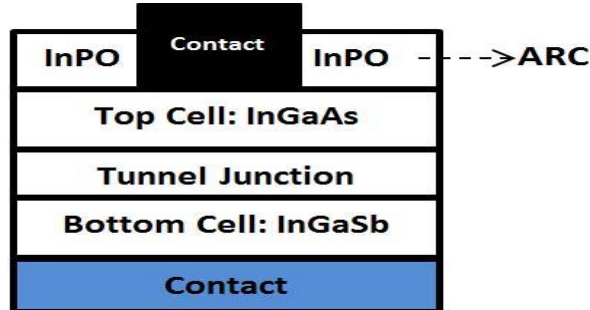 Contact
InPO InPO ARC
Top Cell: InGaAs
Tunnel Junction
Bottom Cell: InGaSb
Contact